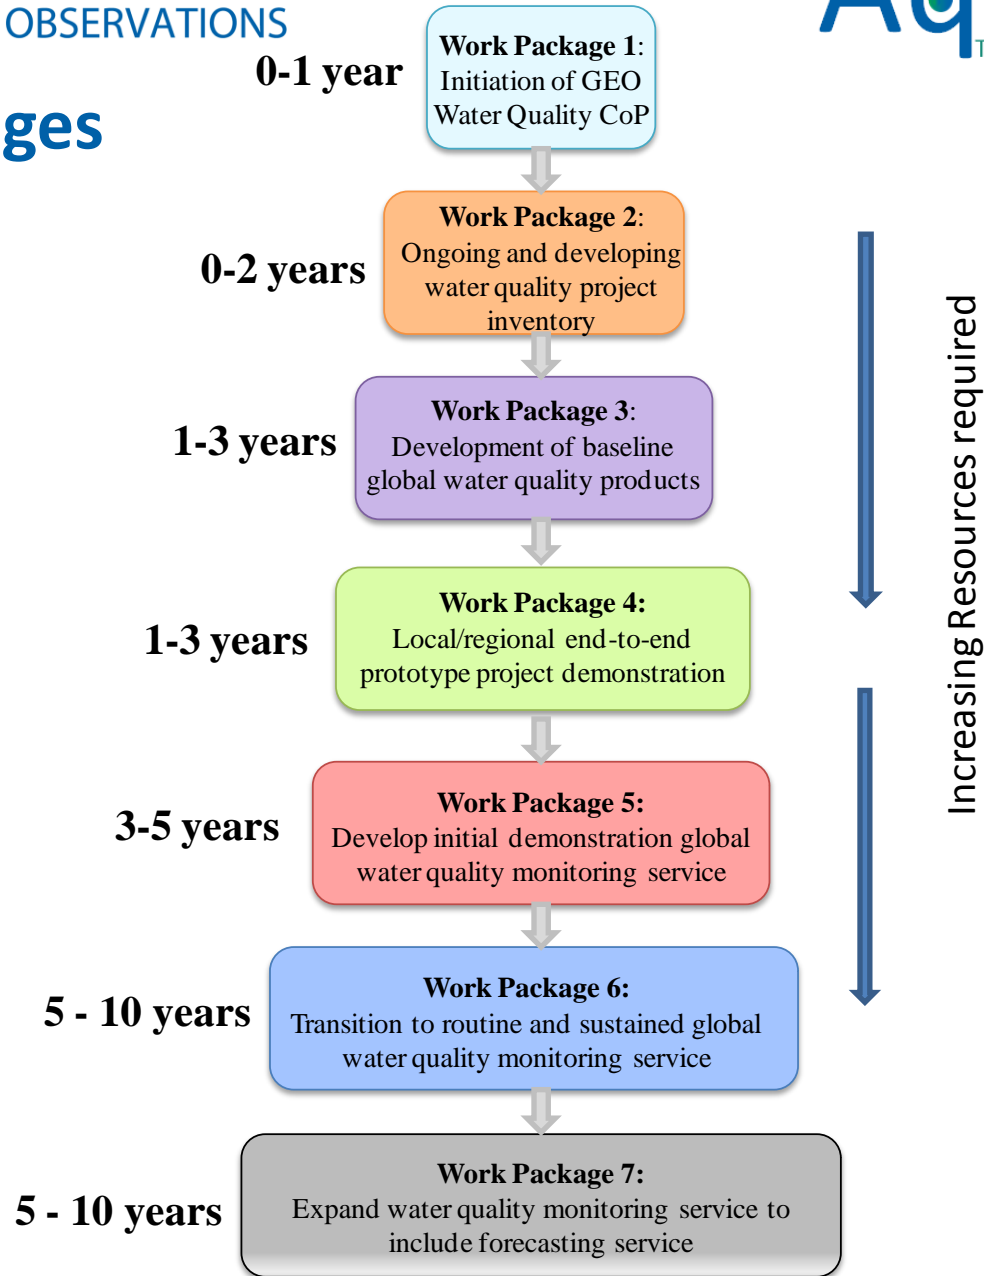 OBSERVATIONS
Aq
T
ges
0-1 year
Work Package 1:
Initiation of GEO
Water Quality CoP
0-2 years
Work Package 2:
Ongoing and developing
water quality project
inventory
1-3 years
Work Package 3:
Development of baseline
global water quality products
1-3 years
Work Package 4:
Local/regional end-to-end
prototype project demonstration
3-5 years
Work Package 5:
Develop initial demonstration global
water quality monitoring service
5 - 10 years
Work Package 6:
Transition to routine and sustained global
water quality monitoring service
5 - 10 years
Work Package 7:
Expand water quality monitoring service to
include forecasting service
Increasing Resources required